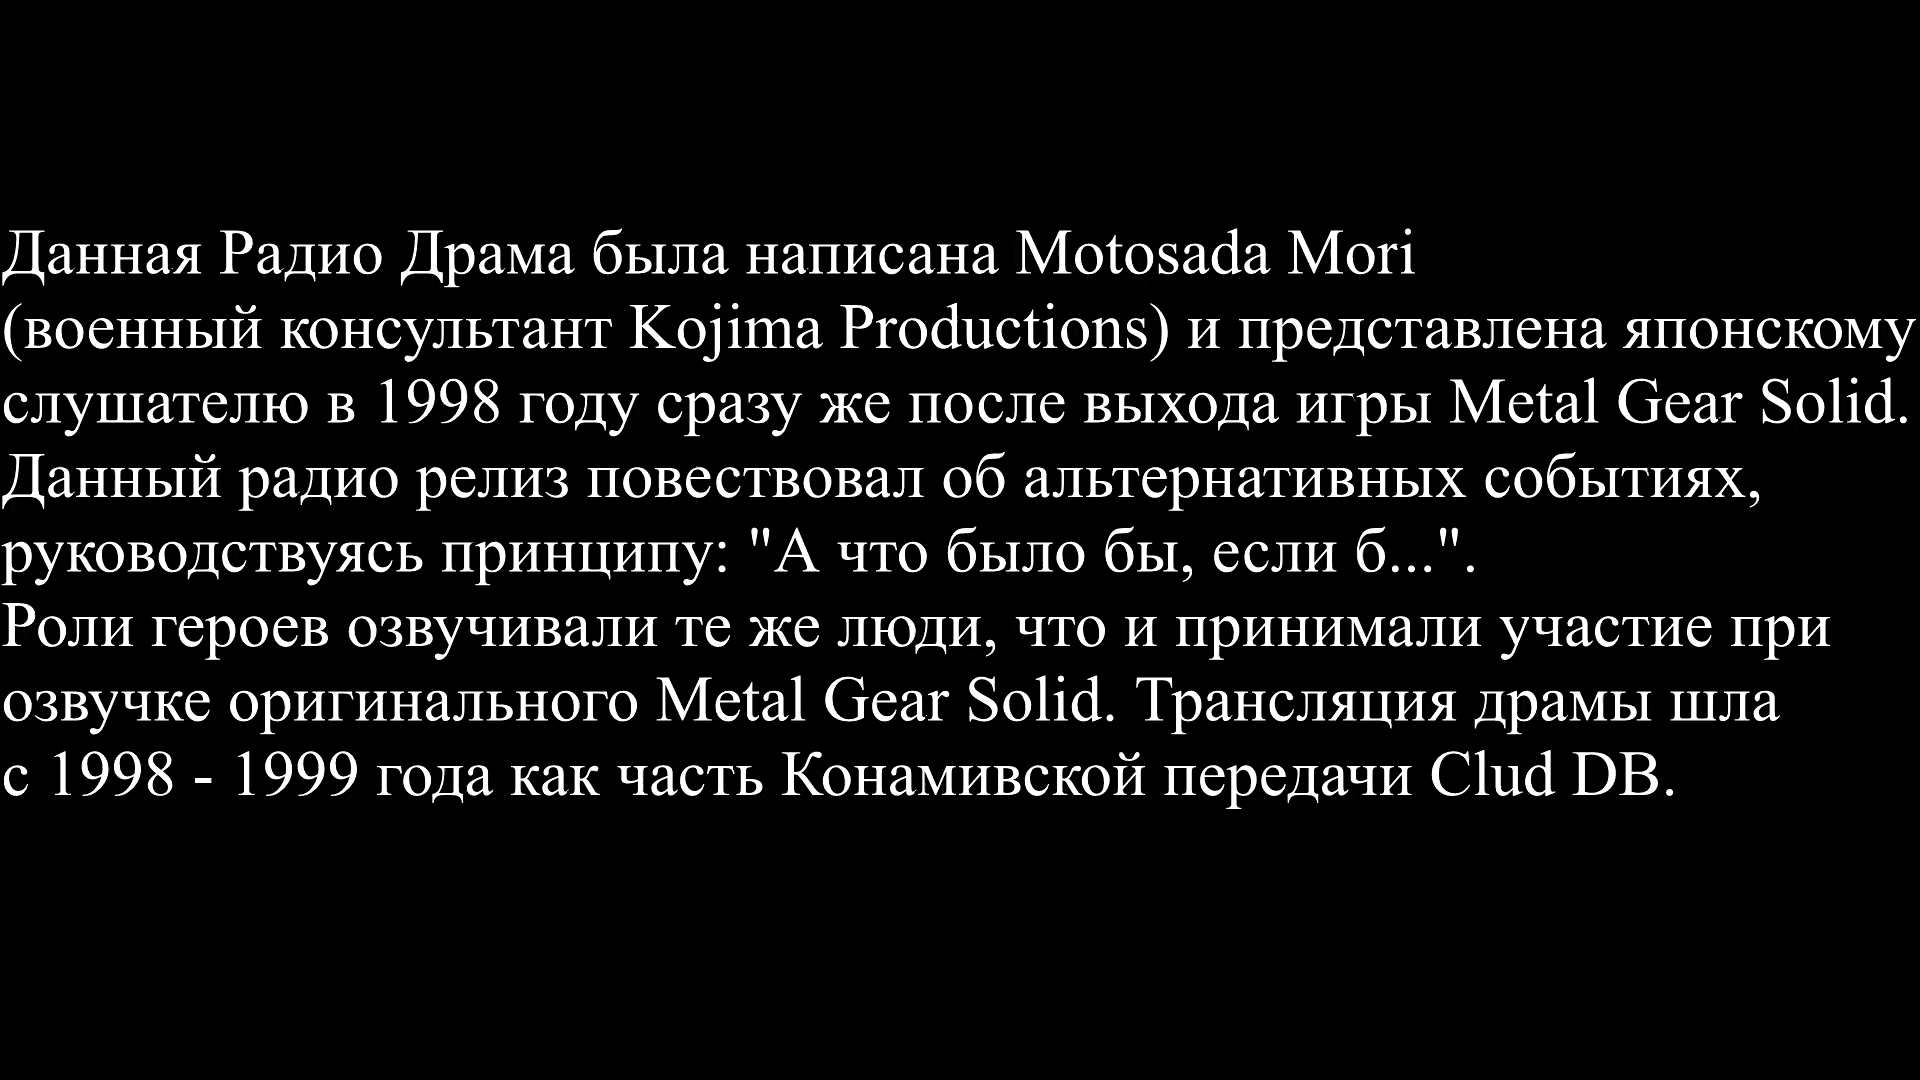 Данная Радио Драма была написана Motosada Mori
(военный консультант Kojima Productions) и представлена японскому
слушателю в 1998 году сразу же после выхода игры Metal Gear Solid.
Данный радио релиз повествовал об альтернативных событиях,
руководствуясь принципу: "А что было бы, если б...".
Роли героев озвучивали те же люди, что и принимали участие при
озвучке оригинального Metal Gear Solid. Трансляция драмы шла
с 1998 - 1999 года как часть Конамивской передачи Clud DB.